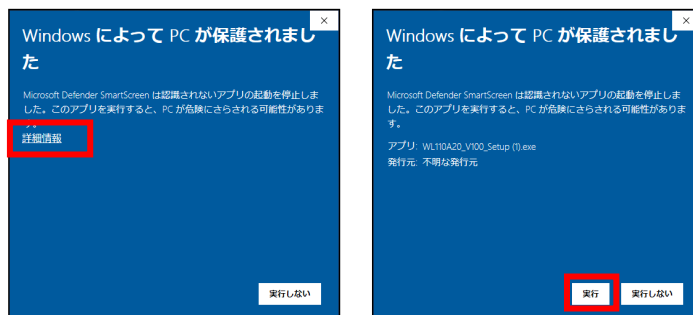 ×
Windows によって PC が保護されまし
た
Microsoft Defender SmartScreen は認識されないアプリの起動を停止しま
した。このアプリを実行すると、PC が危険にさらされる可能性がありま
す。
詳細情報
実行しない
×
Windows によって PC が保護されまし
た
Microsoft Defender SmartScreen は認識されないアプリの起動を停止しま
した。このアプリを実行すると、PC が危険にさらされる可能性がありま
す。
アプリ: WL110A20_V100_Setup (1).exe
発行元: 不明な発行元
実行 実行しない